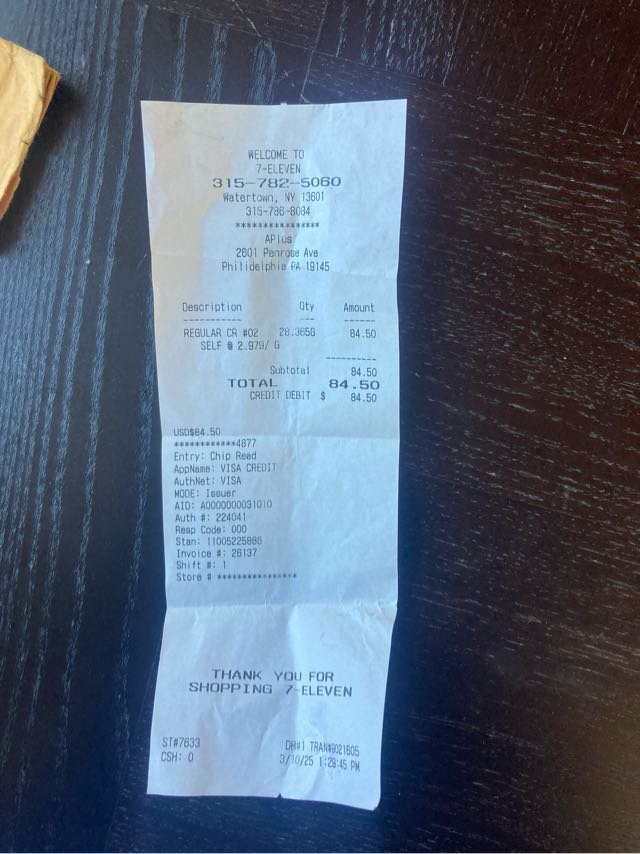 WELCOME TO
7-ELEVEN
315-782-5060
Watertown, NY 13601
315-786-8084
****************
APlus
2601 Penrose Ave
Philidelphia PA 19145
Description Qty Amount
------------ --- ------
REGULAR CR #02 28.365G 84.50
SELF @ 2.979/ G
----------
Subtotal 84.50
TOTAL 84.50
CREDIT DEBIT $ 84.50
USD$84.50
************4877
Entry: Chip Read
AppName: VISA CREDIT
AuthNet: VISA
MODE: Issuer
AID: A0000000031010
Auth #: 224041
Resp Code: 000
Stan: 11005225886
Invoice #: 26137
Shift #: 1
Store # ****************
THANK YOU FOR
SHOPPING 7-ELEVEN
ST#7633 DR#1 TRAN#9021605
CSH: 0 3/10/25 1:29:45 PM